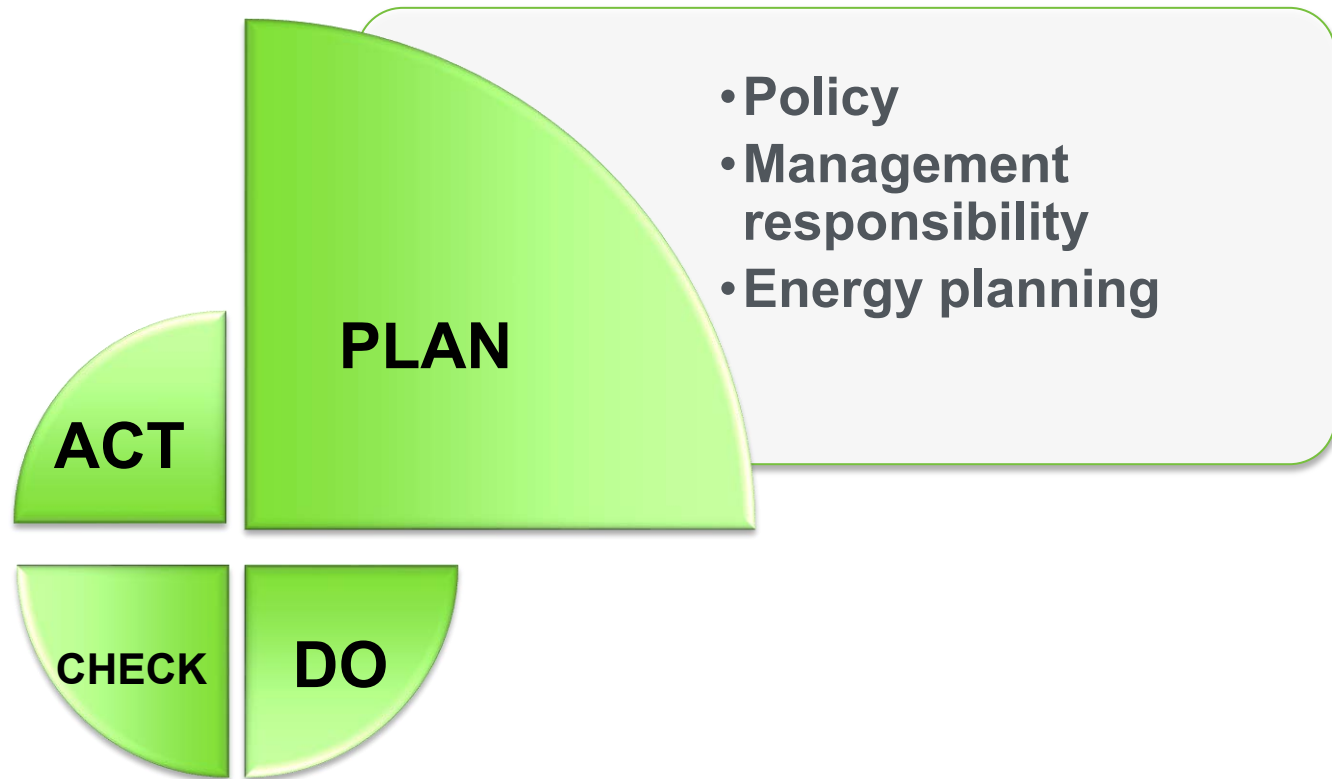 •Policy
•Management
responsibility
•Energy planning
PLAN
ACT
CHECK
DO